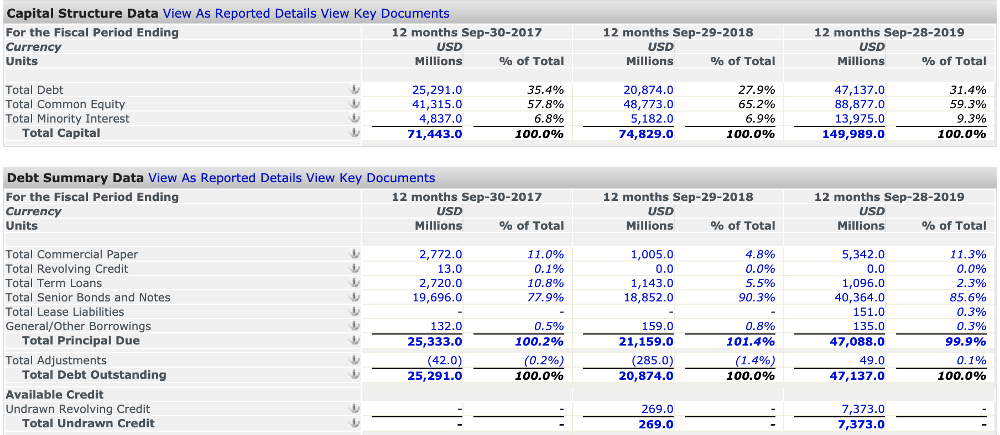 Capital Structure Data View As Reported Details View Key Documents
For the Fiscal Period Ending 12 months Sep-30-2017 12 months Sep-29-2018 12 months Sep-28-2019
Currency USD USD USD
Units Millions % of Total Millions % of Total Millions % of Total
Total Debt 25,291.0 35.4% 20,874.0 27.9% 47,137.0 31.4%
Total Common Equity 41,315.0 57.8% 48,773.0 65.2% 88,877.0 59.3%
Total Minority Interest 4,837.0 6.8% 5,182.0 6.9% 13,975.0 9.3%
Total Capital 71,443.0 100.0% 74,829.0 100.0% 149,989.0 100.0%
Debt Summary Data View As Reported Details View Key Documents
For the Fiscal Period Ending 12 months Sep-30-2017 12 months Sep-29-2018 12 months Sep-28-2019
Currency USD USD USD
Units Millions % of Total Millions % of Total Millions % of Total
Total Commercial Paper 2,772.0 11.0% 1,005.0 4.8% 5,342.0 11.3%
Total Revolving Credit 13.0 0.1% 0.0 0.0% 0.0 0.0%
Total Term Loans 2,720.0 10.8% 1,143.0 5.5% 1,096.0 2.3%
Total Senior Bonds and Notes 19,696.0 77.9% 18,852.0 90.3% 40,364.0 85.6%
Total Lease Liabilities - - - - 151.0 0.3%
General/Other Borrowings 132.0 0.5% 159.0 0.8% 135.0 0.3%
Total Principal Due 25,333.0 100.2% 21,159.0 101.4% 47,088.0 99.9%
Total Adjustments (42.0) (0.2%) (285.0) (1.4%) 49.0 0.1%
Total Debt Outstanding 25,291.0 100.0% 20,874.0 100.0% 47,137.0 100.0%
Available Credit
Undrawn Revolving Credit - - 269.0 - 7,373.0 -
Total Undrawn Credit - - 269.0 - 7,373.0 -